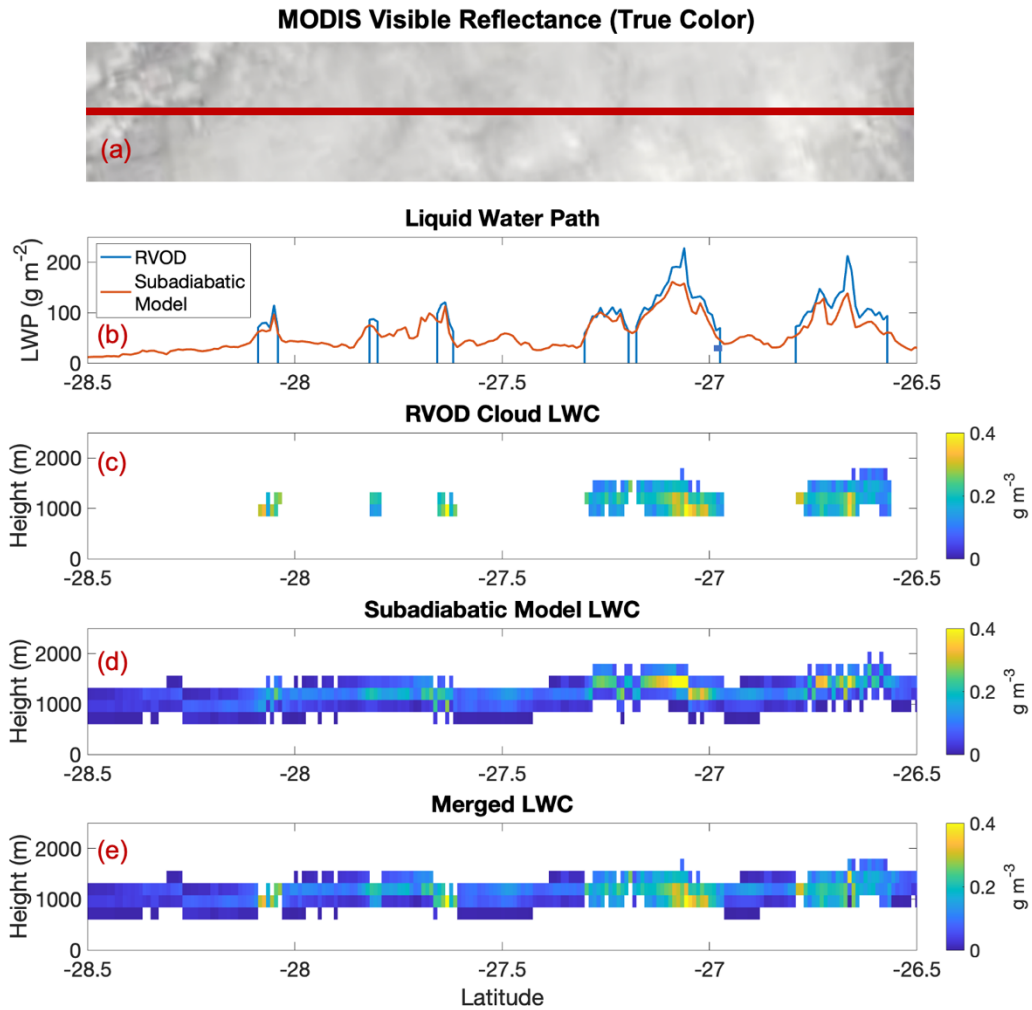 MODIS Visible Reflectance (True Color)
(a)
Liquid Water Path
LWP (g m⁻²)
200
100
0
RVOD
Subadiabatic
Model
(b)
-28.5 -28 -27.5 -27 -26.5
RVOD Cloud LWC
Height (m)
2000
1000
0
(c)
-28.5 -28 -27.5 -27 -26.5
0.4
0.2
0
g m⁻³
Subadiabatic Model LWC
Height (m)
2000
1000
0
(d)
-28.5 -28 -27.5 -27 -26.5
0.4
0.2
0
g m⁻³
Merged LWC
Height (m)
2000
1000
0
(e)
-28.5 -28 -27.5 -27 -26.5
0.4
0.2
0
g m⁻³
Latitude